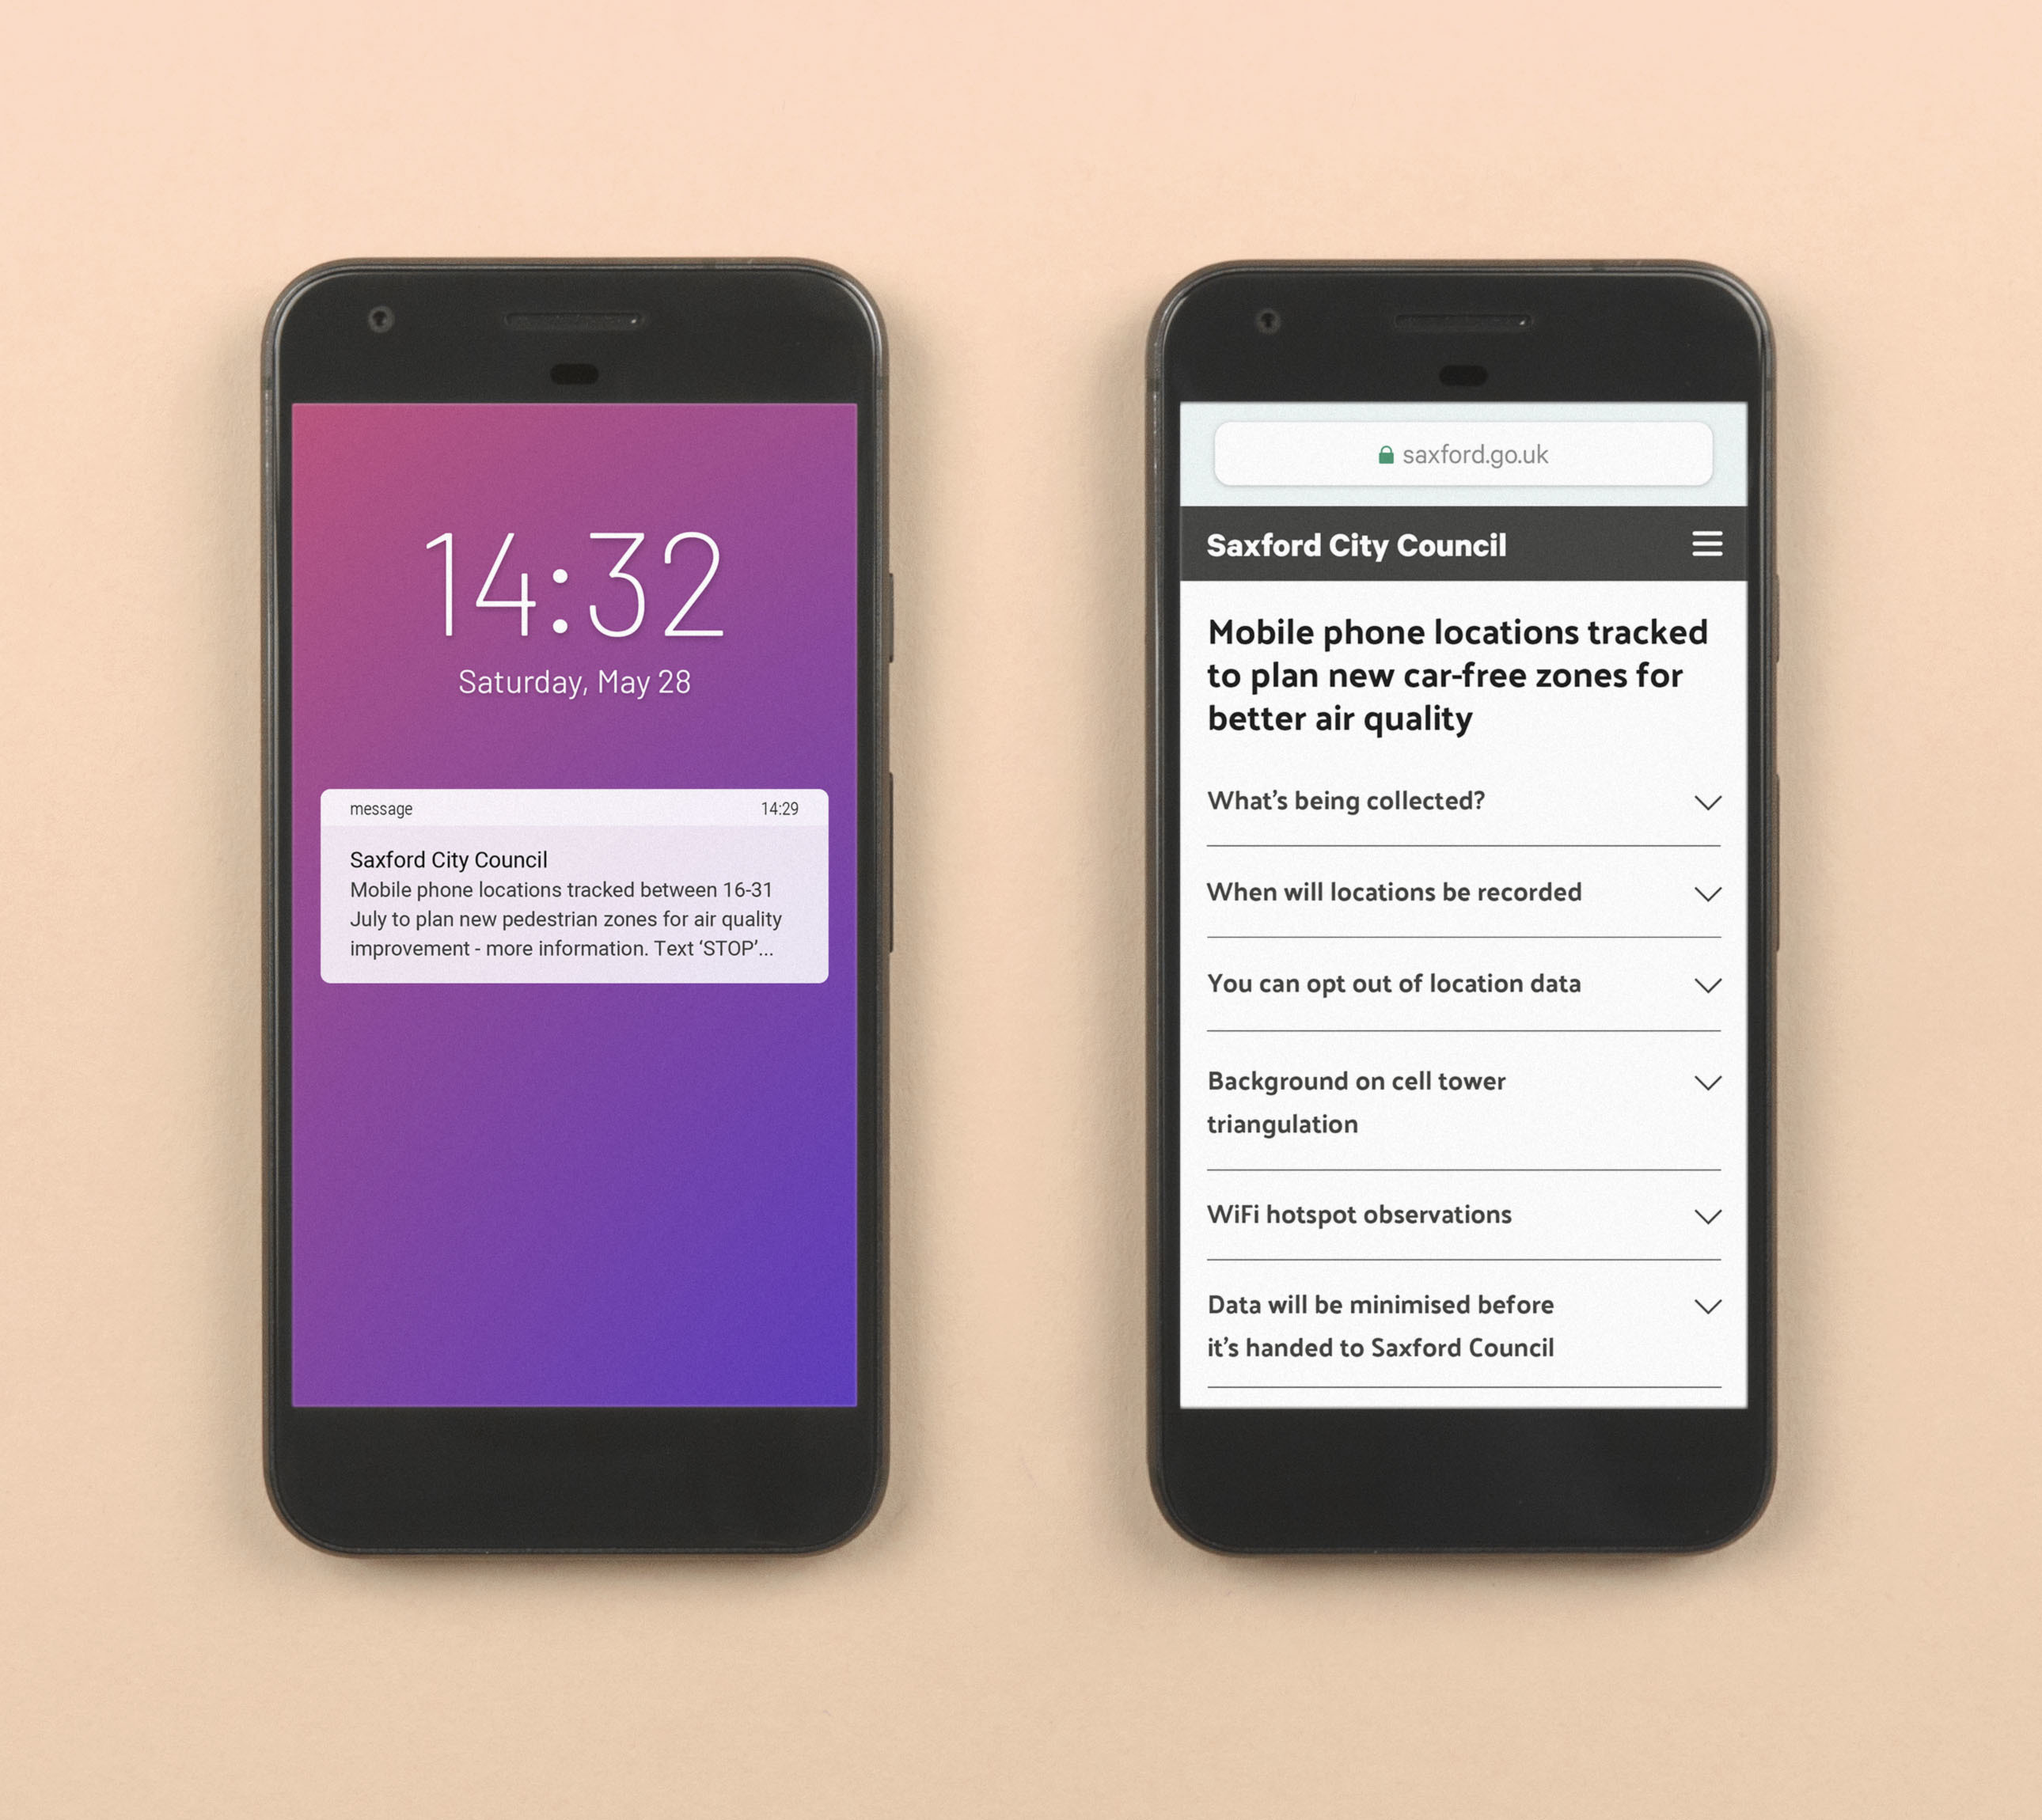 14:32
Saturday, May 28
message 14:29
Saxford City Council
Mobile phone locations tracked between 16-31
July to plan new pedestrian zones for air quality
improvement - more information. Text ‘STOP’...
saxford.go.uk
Saxford City Council
Mobile phone locations tracked
to plan new car-free zones for
better air quality
What’s being collected?
When will locations be recorded
You can opt out of location data
Background on cell tower
triangulation
WiFi hotspot observations
Data will be minimised before
it’s handed to Saxford Council